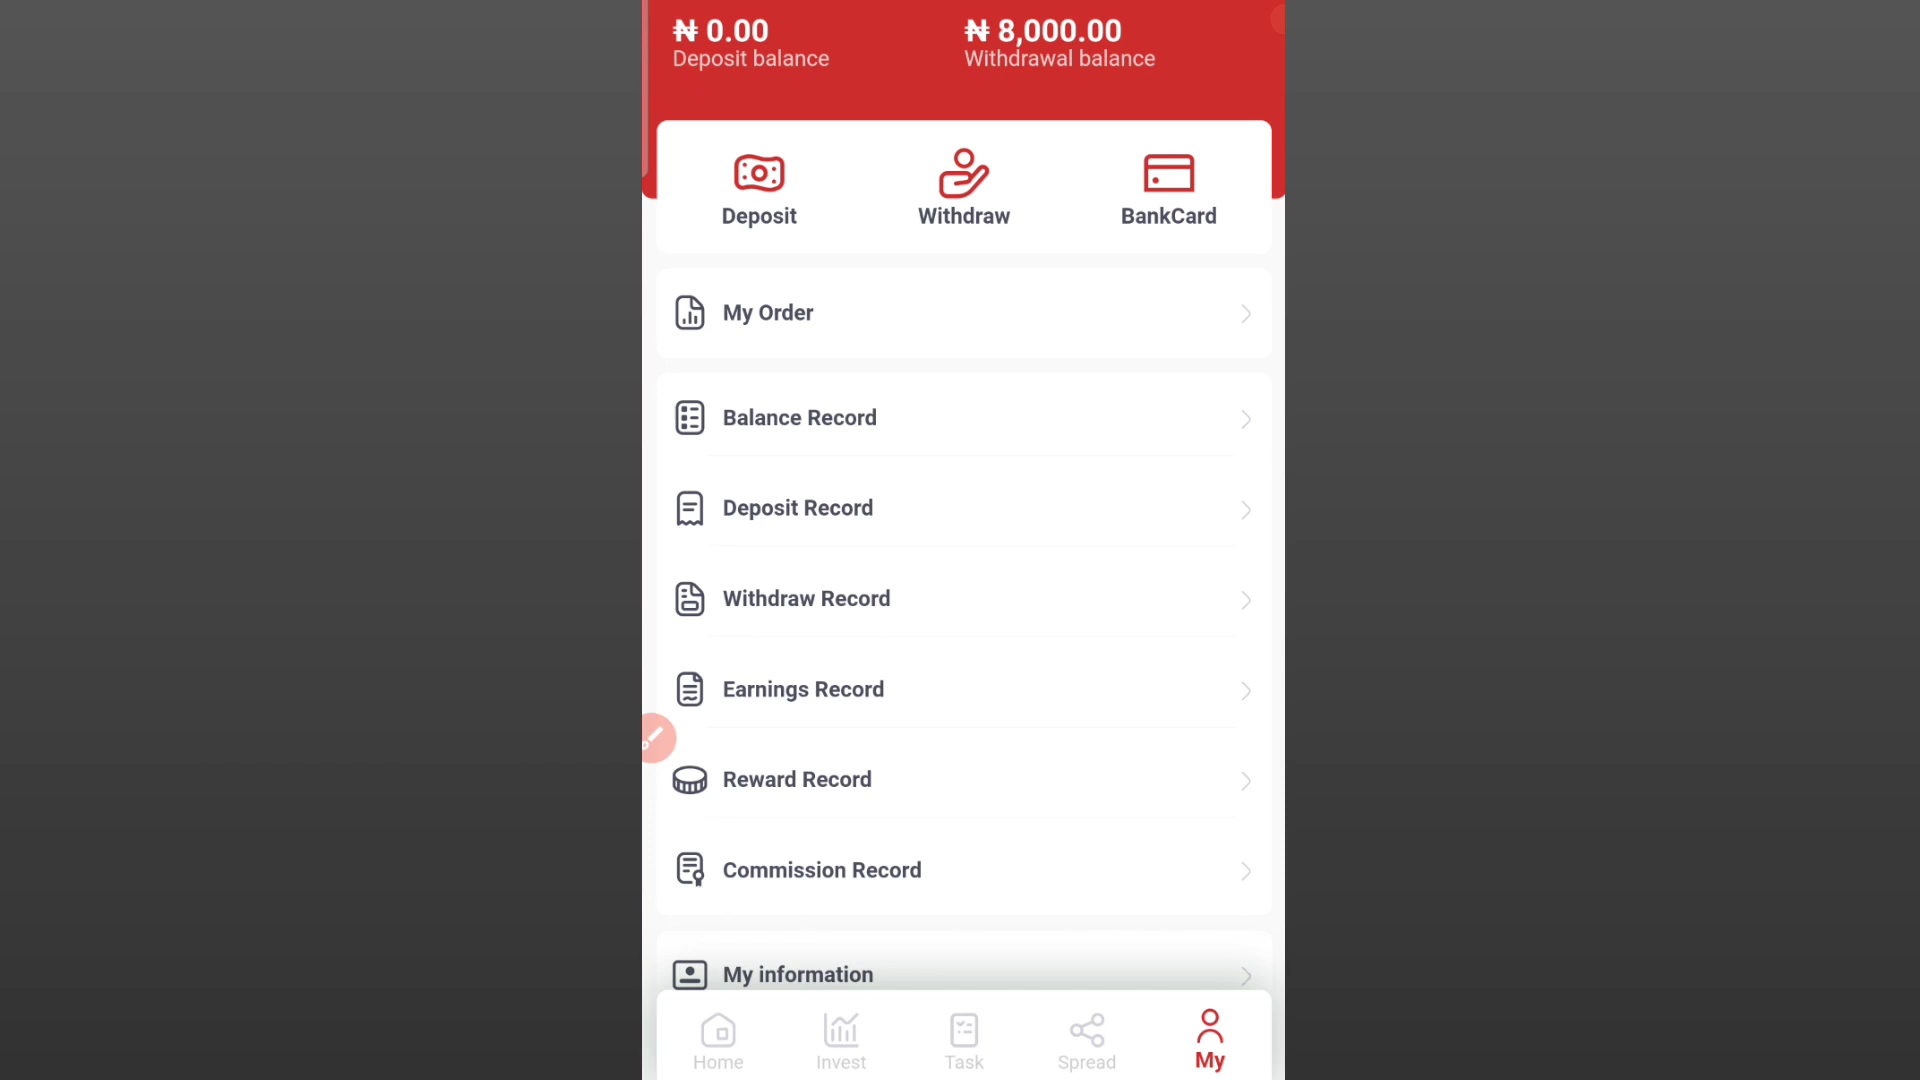 ₦ 0.00
Deposit balance
₦ 8,000.00
Withdrawal balance
Deposit
Withdraw
BankCard
My Order
Balance Record
Deposit Record
Withdraw Record
Earnings Record
Reward Record
Commission Record
My information
Home
Invest
Task
Spread
My